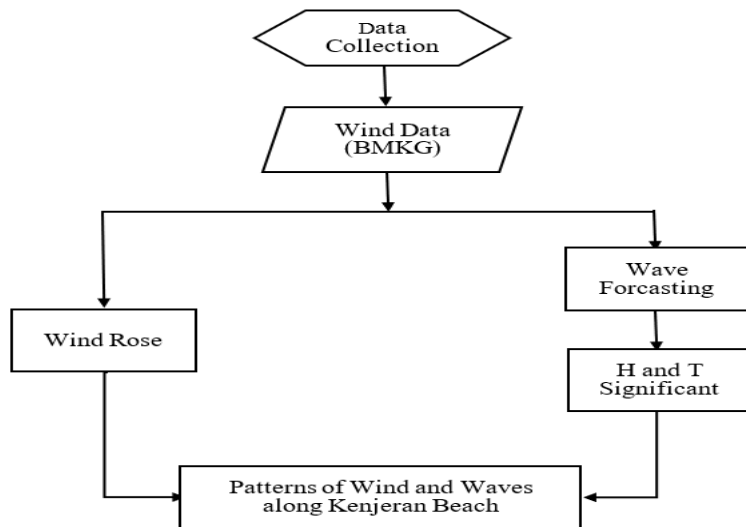 Data
Collection
Wind Data
(BMKG)
Wave
Forcasting
Wind Rose
H and T
Significant
Patterns of Wind and Waves
along Kenjeran Beach